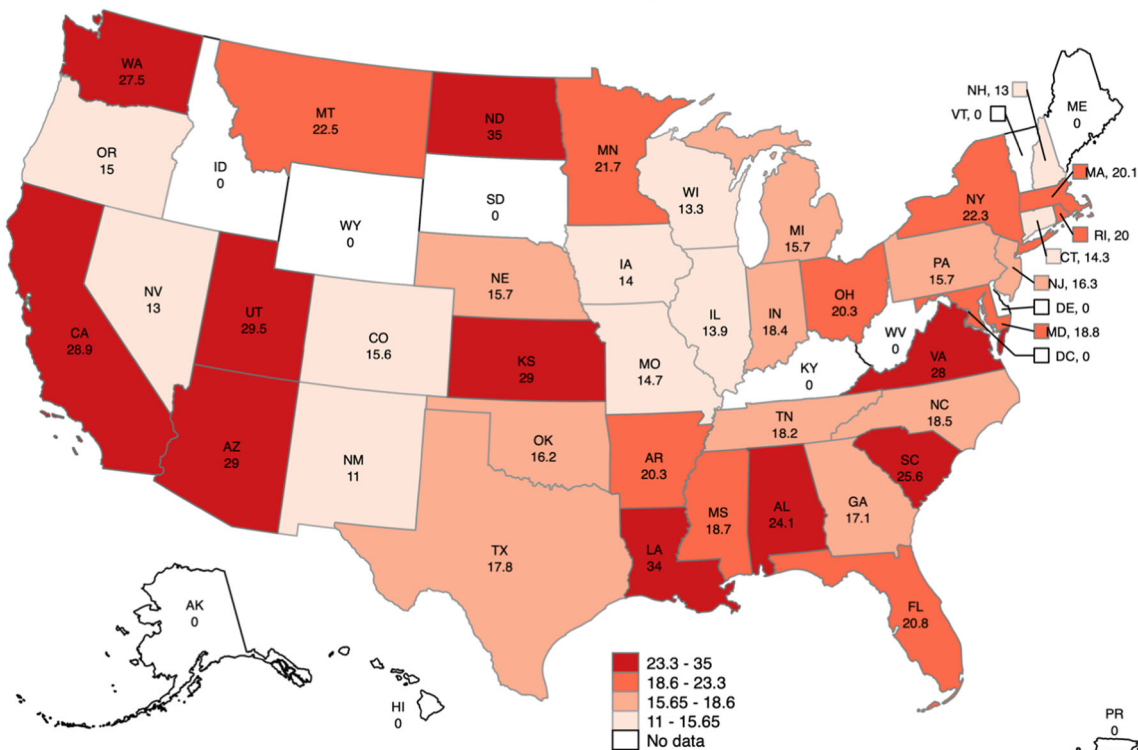 WA
27.5
OR
15
CA
28.9
ID
0
NV
13
MT
22.5
WY
0
UT
29.5
AZ
29
CO
15.6
NM
11
ND
35
SD
0
NE
15.7
KS
29
OK
16.2
TX
17.8
MN
21.7
IA
14
MO
14.7
AR
20.3
LA
34
WI
13.3
IL
13.9
MS
18.7
MI
15.7
IN
18.4
OH
20.3
KY
0
TN
18.2
AL
24.1
GA
17.1
FL
20.8
SC
25.6
NC
18.5
VA
28
WV
0
PA
15.7
NY
22.3
ME
0
NH, 13
VT, 0
MA, 20.1
RI, 20
CT, 14.3
NJ, 16.3
DE, 0
MD, 18.8
DC, 0
AK
0
HI
0
23.3 - 35
18.6 - 23.3
15.65 - 18.6
11 - 15.65
No data
PR
0